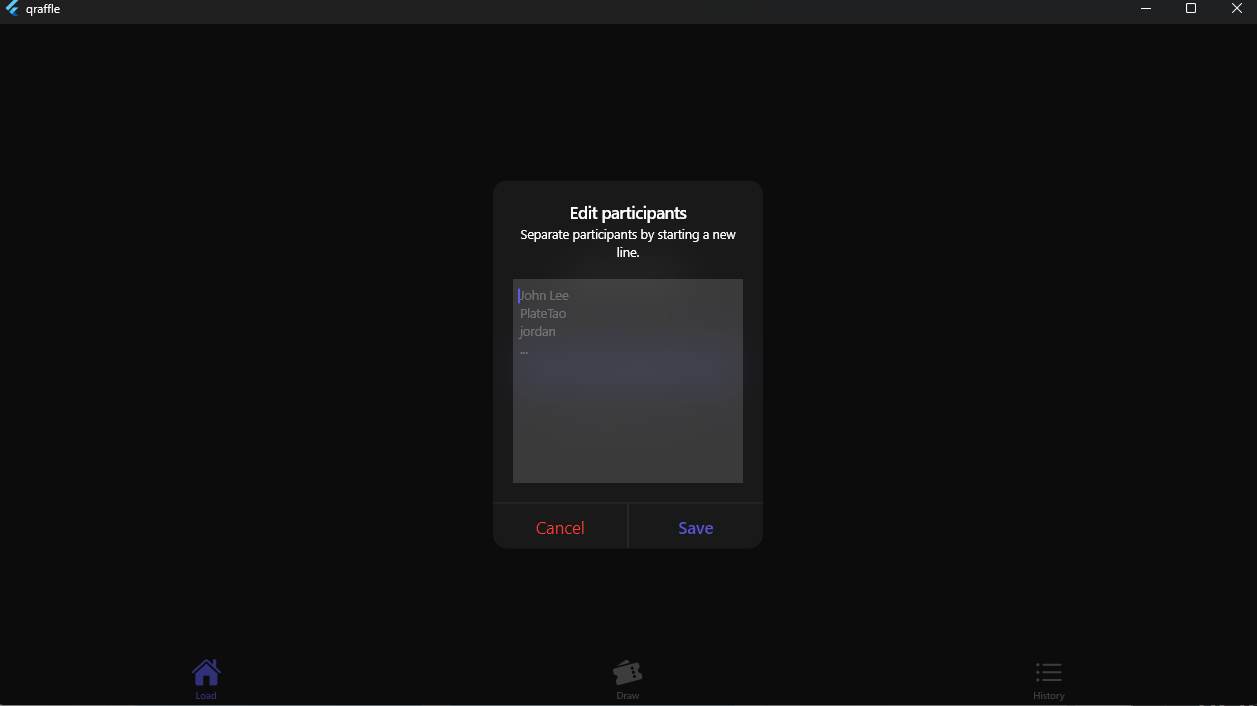 qraffle
Edit participants
Separate participants by starting a new
line.
John Lee
PlateTao
jordan
...
Cancel
Save
Load
Draw
History